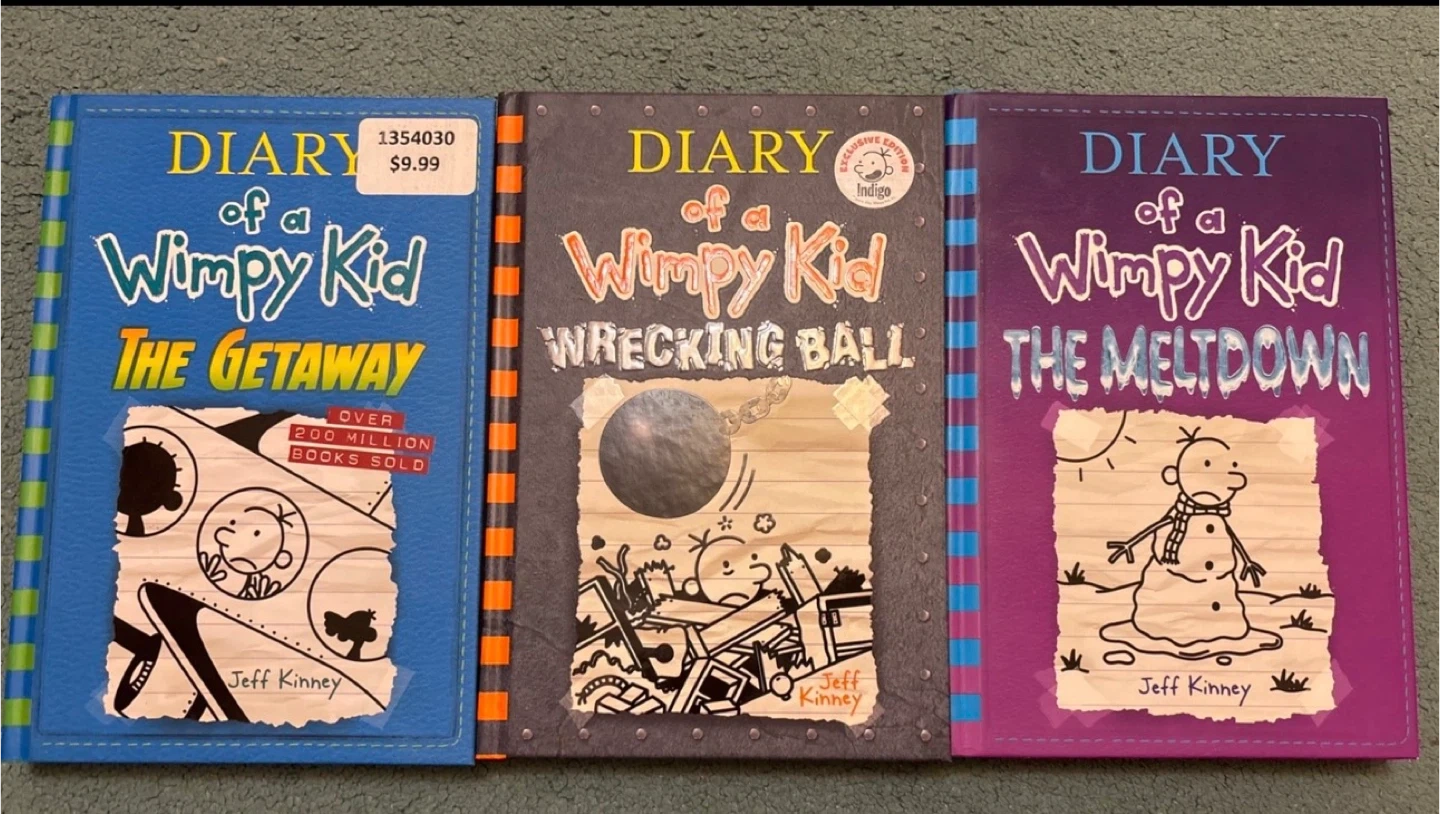 DIARY
1354030
$9.99
of a
Wimpy Kid
THE GETAWAY
OVER
200 MILLION
BOOKS SOLD
Jeff Kinney
DIARY
EXCLUSIVE EDITION
Indigo
of a
Wimpy Kid
WRECKING BALL
Jeff
Kinney
DIARY
of a
Wimpy Kid
THE MELTDOWN
Jeff Kinney